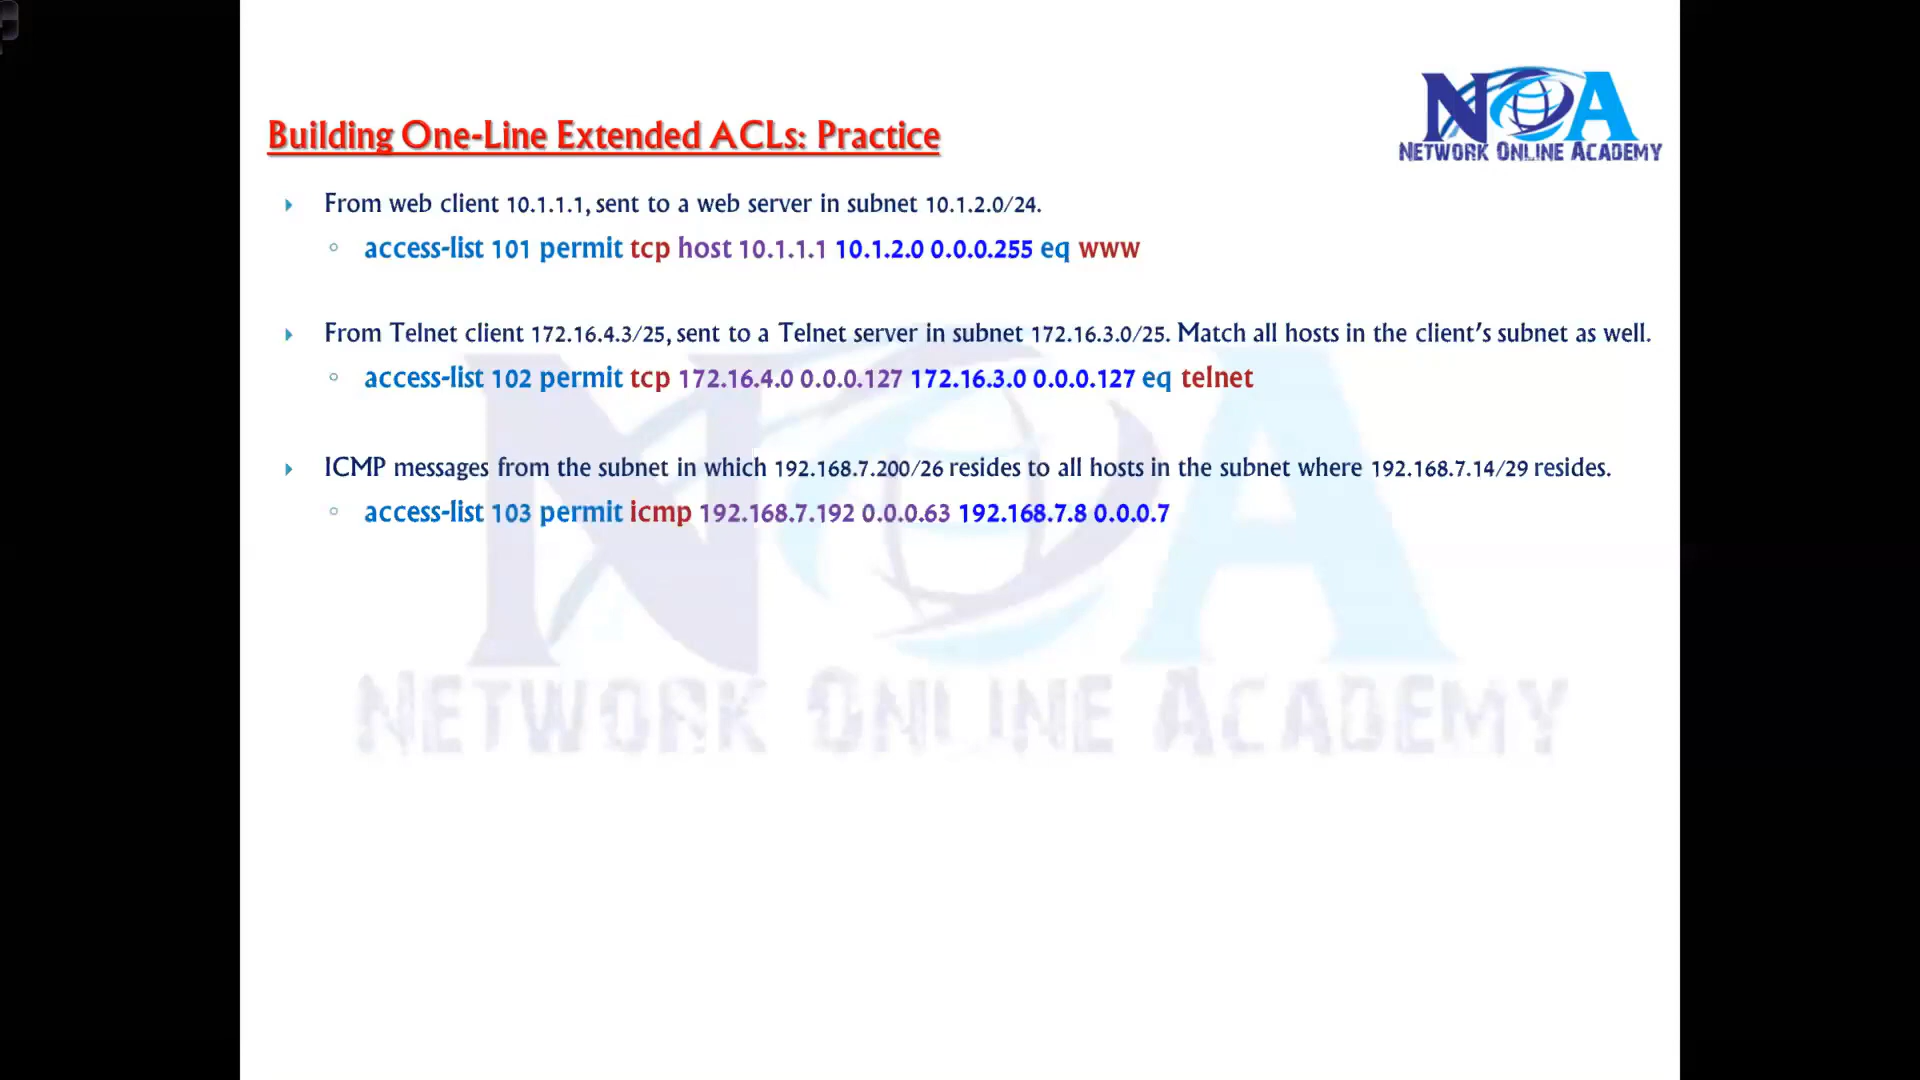 NOA
NETWORK ONLINE ACADEMY
Building One-Line Extended ACLs: Practice
From web client 10.1.1.1, sent to a web server in subnet 10.1.2.0/24.
access-list 101 permit tcp host 10.1.1.1 10.1.2.0 0.0.0.255 eq www
From Telnet client 172.16.4.3/25, sent to a Telnet server in subnet 172.16.3.0/25. Match all hosts in the client's subnet as well.
access-list 102 permit tcp 172.16.4.0 0.0.0.127 172.16.3.0 0.0.0.127 eq telnet
ICMP messages from the subnet in which 192.168.7.200/26 resides to all hosts in the subnet where 192.168.7.14/29 resides.
access-list 103 permit icmp 192.168.7.192 0.0.0.63 192.168.7.8 0.0.0.7
NOA
NETWORK ONLINE ACADEMY